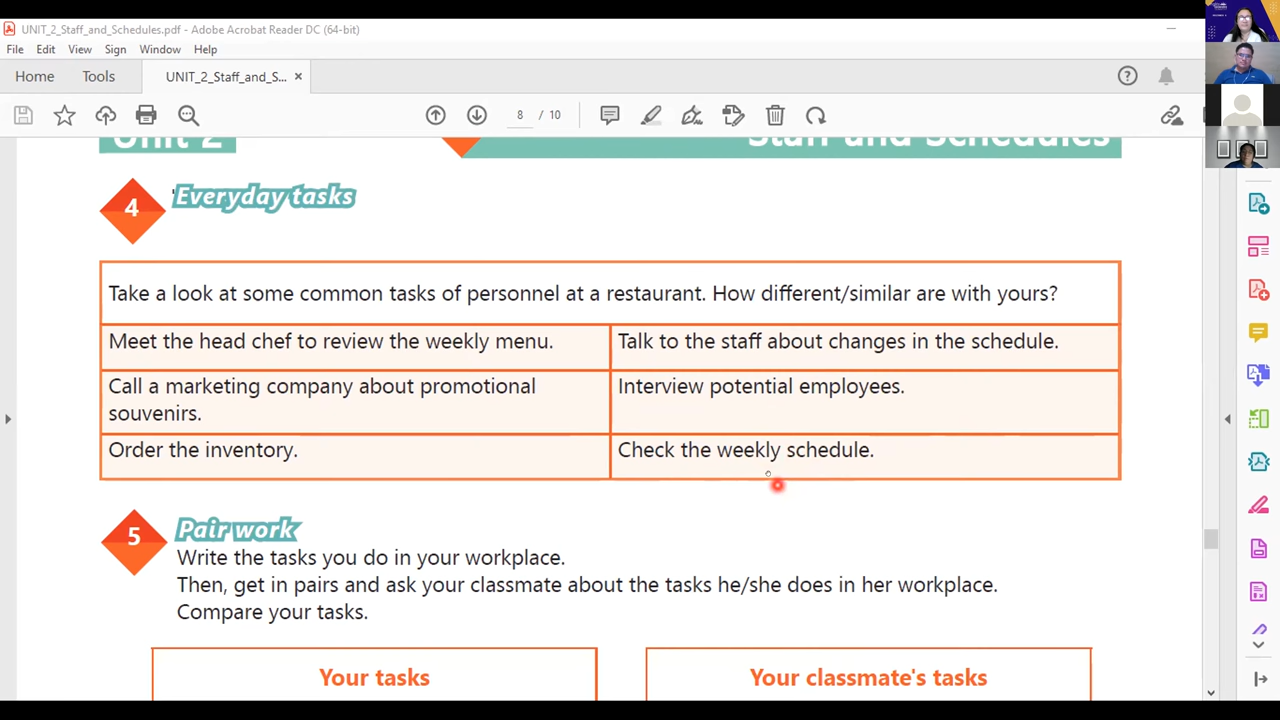 UNIT_2_Staff_and_Schedules.pdf - Adobe Acrobat Reader DC (64-bit)
File Edit View Sign Window Help
Home Tools UNIT_2_Staff_and_S... ×
8 / 10
Unit 2 Staff and Schedules
4 Everyday tasks
Take a look at some common tasks of personnel at a restaurant. How different/similar are with yours?
Meet the head chef to review the weekly menu.
Talk to the staff about changes in the schedule.
Call a marketing company about promotional
souvenirs.
Interview potential employees.
Order the inventory.
Check the weekly schedule.
5 Pair work
Write the tasks you do in your workplace.
Then, get in pairs and ask your classmate about the tasks he/she does in her workplace.
Compare your tasks.
Your tasks
Your classmate's tasks